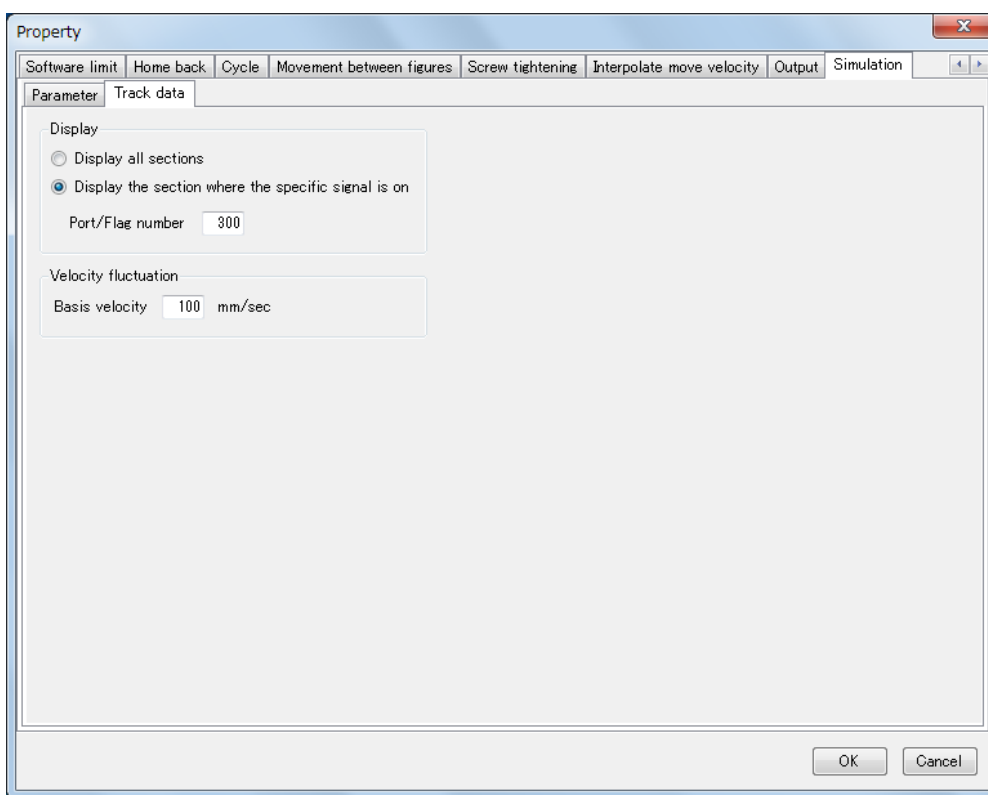 Property
Software limit Home back Cycle Movement between figures Screw tightening Interpolate move velocity Output Simulation
Parameter Track data
Display
Display all sections
Display the section where the specific signal is on
Port/Flag number 300
Velocity fluctuation
Basis velocity 100 mm/sec
OK Cancel